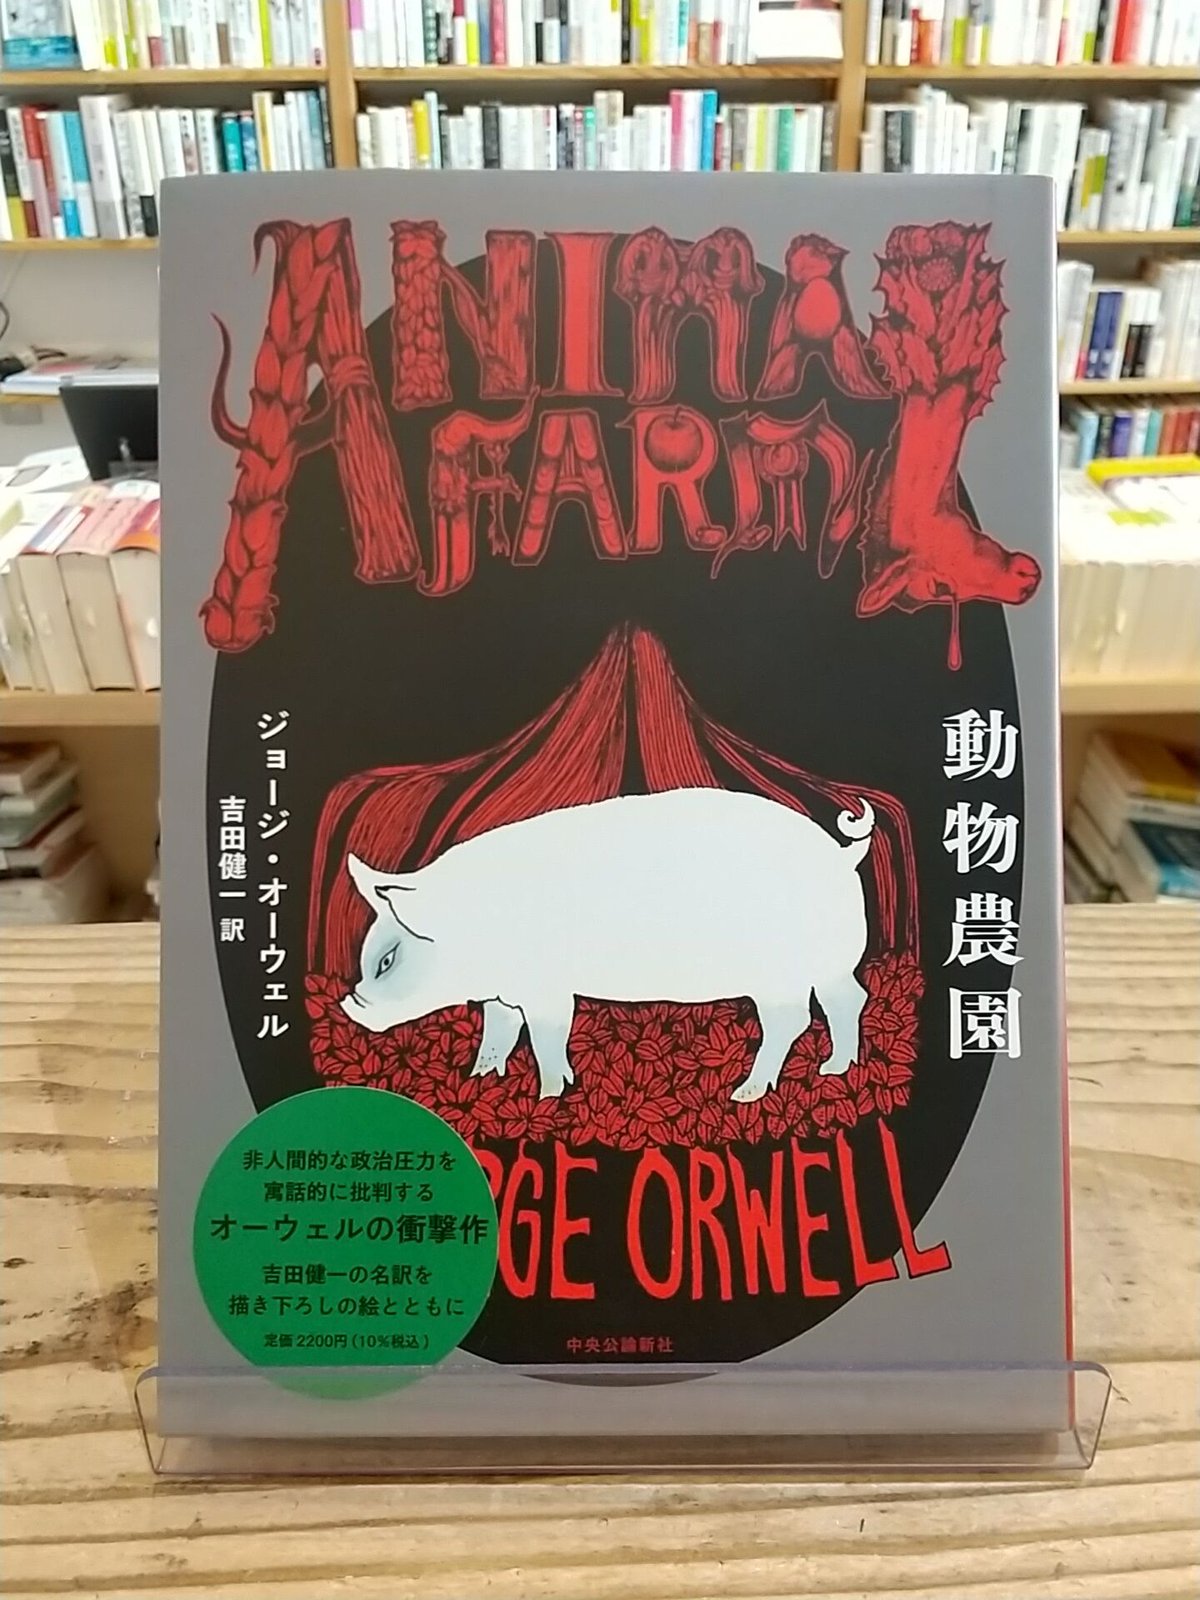 ANIMAL
FARM
動物農園
ジョージ・オーウェル
吉田健一 訳
RGE ORWELL
非人間的な政治圧力を
寓話的に批判する
オーウェルの衝撃作
吉田健一の名訳を
描き下ろしの絵とともに
定価2200円(10%税込)
中央公論新社